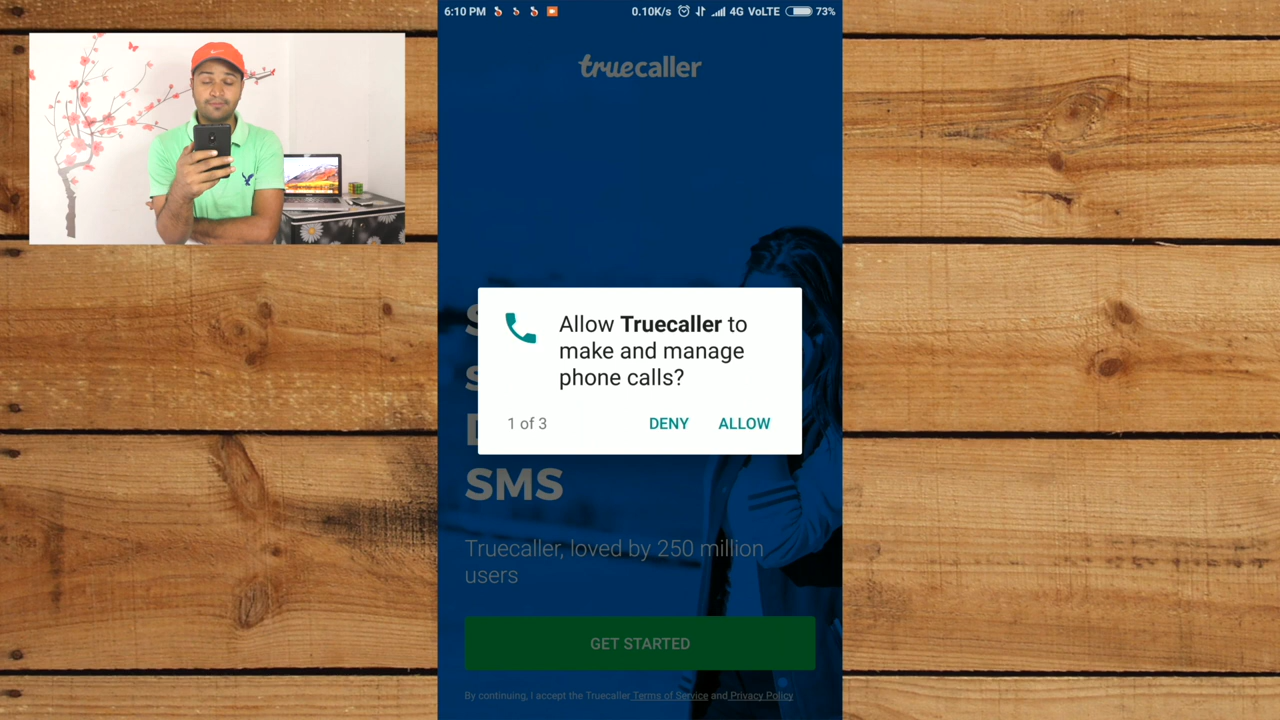 6:10 PM
0.10K/s
4G VoLTE
73%
truecaller
Allow Truecaller to
make and manage
phone calls?
1 of 3
DENY
ALLOW
SMS
Truecaller, loved by 250 million
users
GET STARTED
By continuing, I accept the Truecaller Terms of Service and Privacy Policy